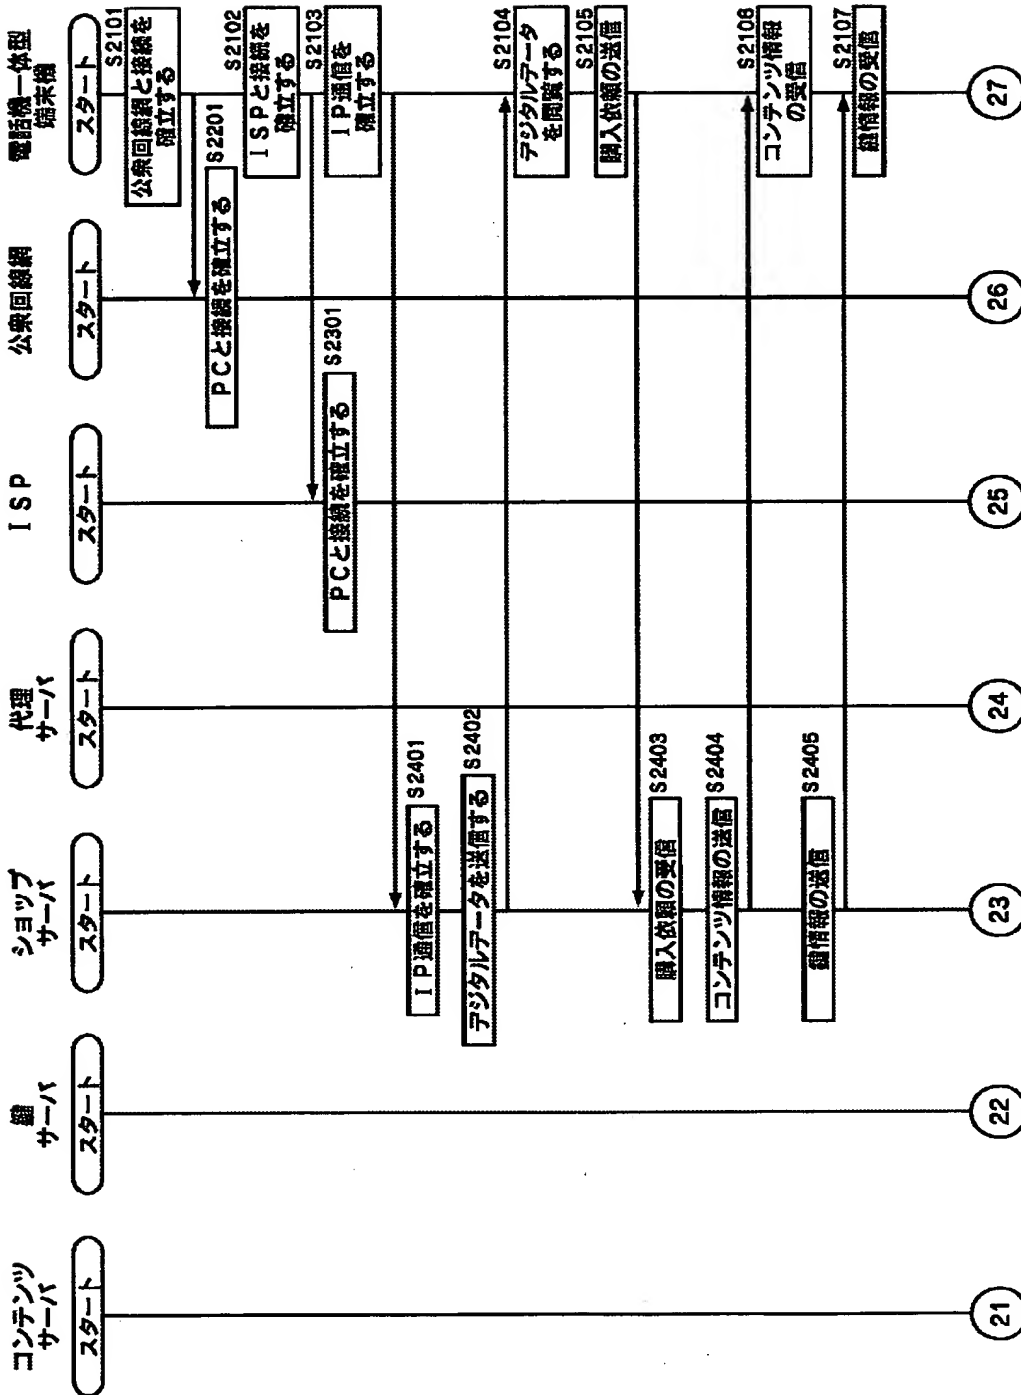 コンテンツ
サーバ
スタート
鍵
サーバ
スタート
ショップ
サーバ
スタート
代理
サーバ
スタート
ISP
スタート
公衆回線網
スタート
電話機一体型
端末機
スタート
S2101
公衆回線網と接続を
確立する
S2201
PCと接続を確立する
S2102
ISPと接続を
確立する
S2301
PCと接続を確立する
S2103
IP通信を
確立する
S2401
IP通信を確立する
S2402
デジタルデータを送信する
S2104
デジタルデータ
を閲覧する
S2105
購入依頼の送信
S2403
購入依頼の受信
S2404
コンテンツ情報の送信
S2106
コンテンツ情報
の受信
S2405
鍵情報の送信
S2107
鍵情報の受信
21
22
23
24
25
26
27